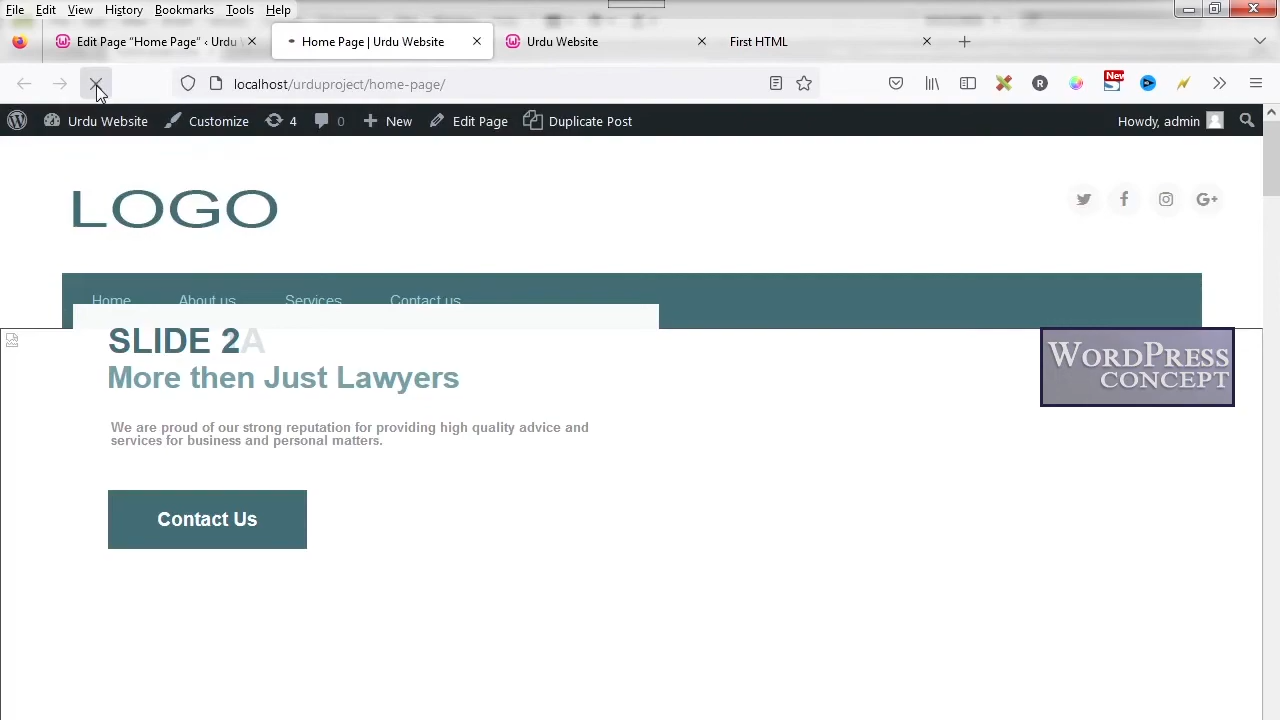 File Edit View History Bookmarks Tools Help
Edit Page “Home Page” ‹ Urdu W
Home Page | Urdu Website
Urdu Website
First HTML
localhost/urduproject/home-page/
New
R
Urdu Website
Customize
4
0
New
Edit Page
Duplicate Post
Howdy, admin
LOGO
G+
Home
About us
Services
Contact us
SLIDE 2A
More then Just Lawyers
WORDPRESS
CONCEPT
We are proud of our strong reputation for providing high quality advice and
services for business and personal matters.
Contact Us